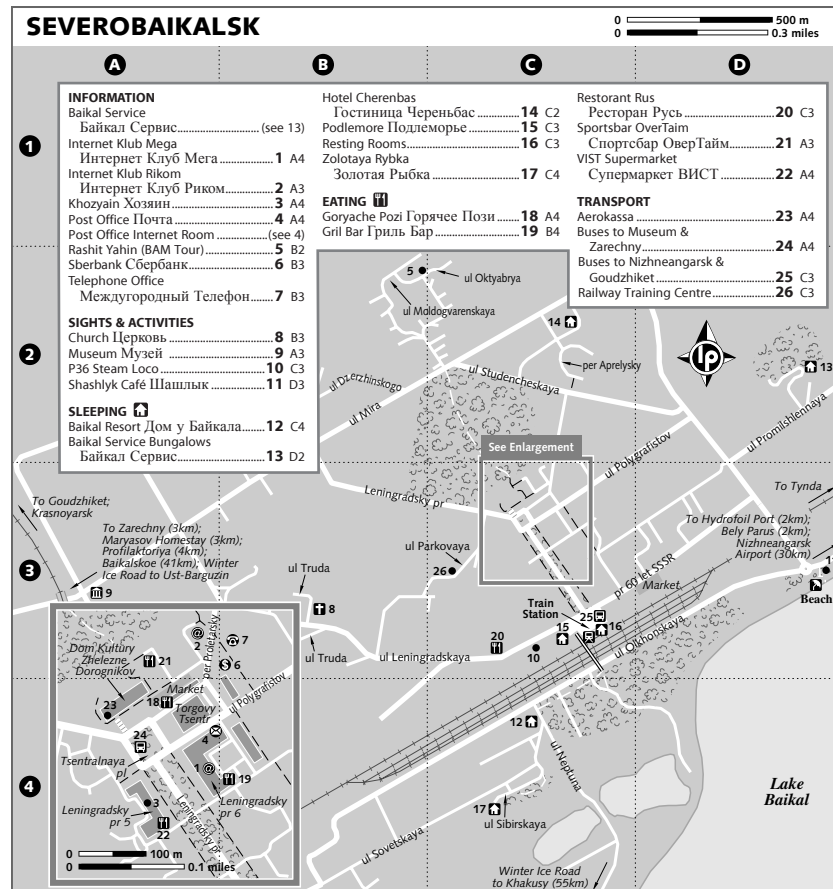 SEVEROBAIKALSK
0 500 m
0 0.3 miles
A B C D
1
INFORMATION
Baikal Service
Байкал Сервис (see 13)
Internet Klub Mega
Интернет Клуб Мега 1 A4
Internet Klub Rikom
Интернет Клуб Риком 2 A3
Khozyain Хозяин 3 A4
Post Office Почта 4 A4
Post Office Internet Room (see 4)
Rashit Yahin (BAM Tour) 5 B2
Sberbank Сбербанк 6 B3
Telephone Office
Междугородный Телефон 7 B3
SIGHTS & ACTIVITIES
Church Церковь 8 B3
Museum Музей 9 A3
P36 Steam Loco 10 C3
Shashlyk Café Шашлык 11 D3
SLEEPING
Baikal Resort Дом у Байкала 12 C4
Baikal Service Bungalows
Байкал Сервис 13 D2
Hotel Cherenbas
Гостиница Череньбас 14 C2
Podlemore Подлеморье 15 C3
Resting Rooms 16 C3
Zolotaya Rybka
Золотая Рыбка 17 C4
EATING
Goryache Pozi Горячее Пози 18 A4
Gril Bar Гриль Бар 19 B4
Restorant Rus
Ресторан Русь 20 C3
Sportsbar OverTaim
Спортсбар ОверТайм 21 A3
VIST Supermarket
Супермаркет ВИСТ 22 A4
TRANSPORT
Aerokassa 23 A4
Buses to Museum &
Zarechny 24 A4
Buses to Nizhneangarsk &
Goudzhiket 25 C3
Railway Training Centre 26 C3
2
5
ul Oktyabrya
ul Moldogvarenskaya
14
per Aprelsky
lp
13
ul Dzerzhinskogo
ul Studencheskaya
ul Mira
ul Promilshlennaya
See Enlargement
ul Polygrafistov
Leningradsky pr
3
To Goudzhiket;
Krasnoyarsk
To Zarechny (3km);
Maryasov Homestay (3km);
Profilaktoriya (4km);
Baikalskoe (41km); Winter
Ice Road to Ust-Barguzin
9
To Tynda
To Hydrofoil Port (2km);
Bely Parus (2km);
Nizhneangarsk
Airport (30km)
11
Beach
ul Parkovaya
26
ul Truda
8
ul Truda
ul Leningradskaya
pr 60 let SSSR
Market
Train
Station
25
15
16
20
10
ul Olkhonskaya
2
7
per Proletarsky
6
Dom Kultury
Zhelezne
Dorognikov
21
Market
18
Torgovy
Tsentr
ul Polygrafistov
23
24
4
4
Tsentralnaya
pl
1
19
Leningradsky
pr 5
3
Leningradsky
pr 6
22
Leningradsky pr
0 100 m
0 0.1 miles
12
ul Neptuna
17
ul Sibirskaya
ul Sovetskaya
Lake
Baikal
Winter Ice Road
to Khakusy (55km)